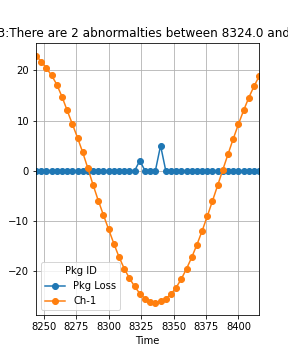 3:There are 2 abnormalties between 8324.0 and
20
10
0
−10
−20
Pkg ID
Pkg Loss
Ch-1
8250 8275 8300 8325 8350 8375 8400
Time